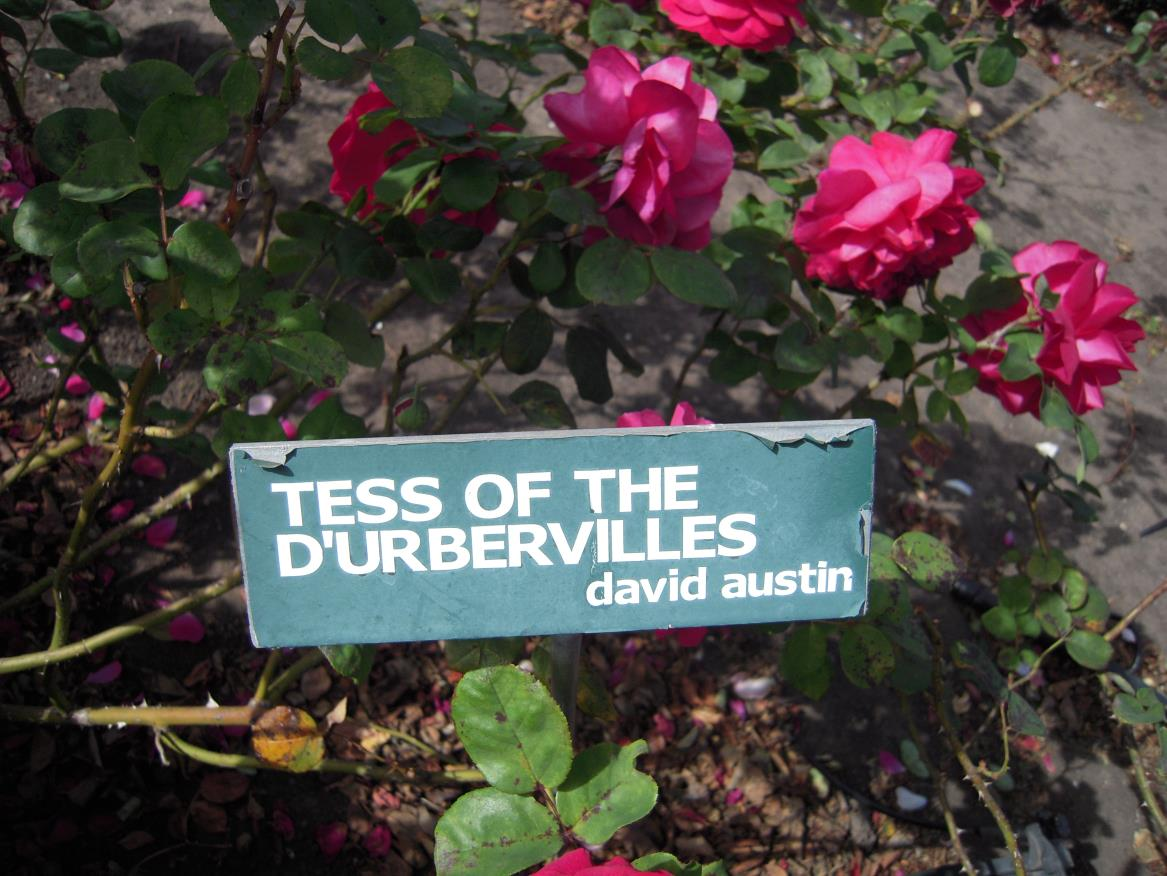 TESS OF THE
D'URBERVILLES
david austin